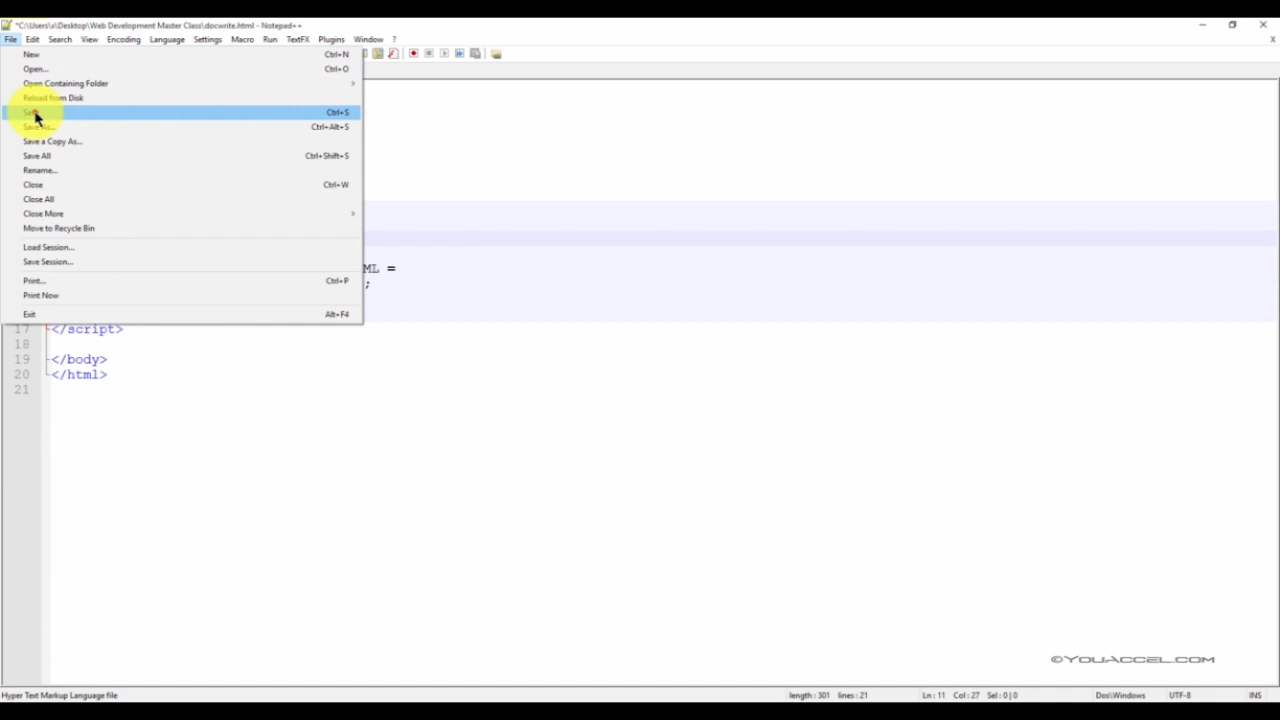 *C:\Users\x\Desktop\Web Development Master Class\docwrite.html - Notepad++
File Edit Search View Encoding Language Settings Macro Run TextFX Plugins Window ? X
New Ctrl+N
Open... Ctrl+O
Open Containing Folder >
Reload from Disk
Save Ctrl+S
Save As... Ctrl+Alt+S
Save a Copy As...
Save All Ctrl+Shift+S
Rename...
Close Ctrl+W
Close All
Close More >
Move to Recycle Bin
Load Session...
Save Session...
ML =
Print... Ctrl+P
;
Print Now
Exit Alt+F4
17 </script>
18
19 </body>
20 </html>
21
©YouAccel.com
Hyper Text Markup Language file length : 301 lines : 21 Ln : 11 Col : 27 Sel : 0 | 0 Dos\Windows UTF-8 INS